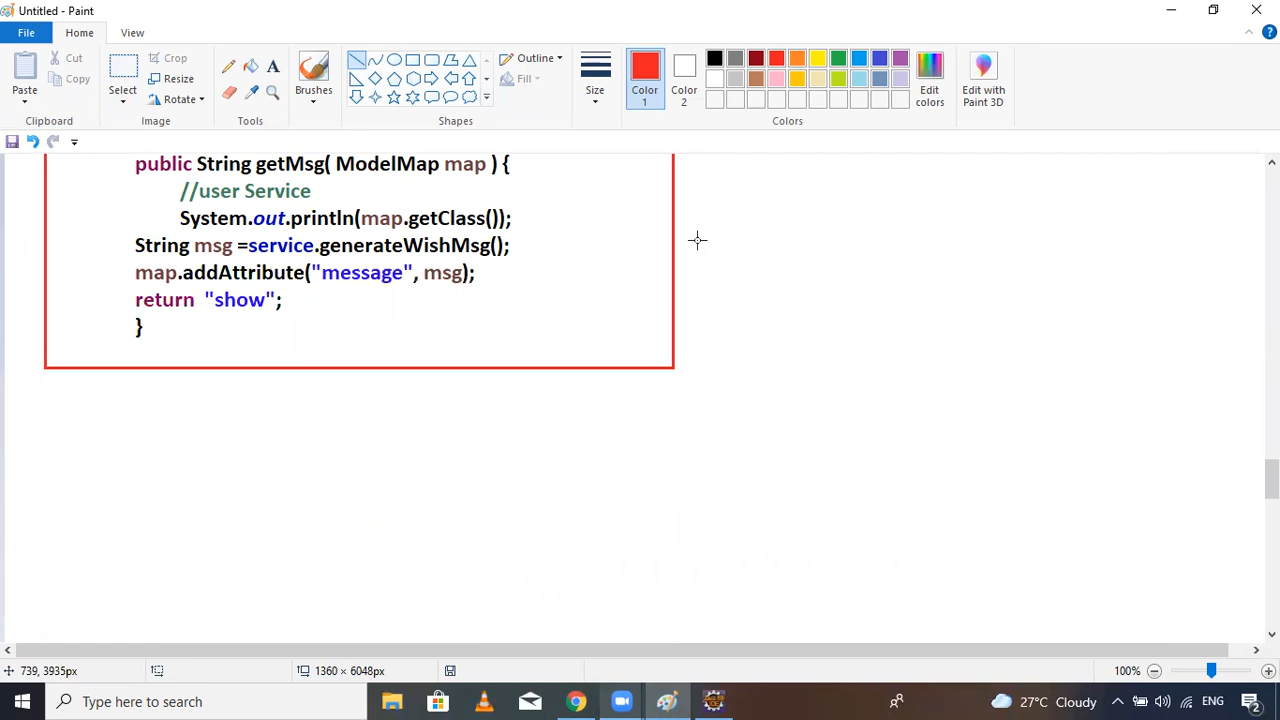 Untitled - Paint
File Home View
Paste Cut Copy Clipboard
Select Crop Resize Rotate Image
A Tools
Brushes
Outline Fill Shapes
Size
Color 1 Color 2 Edit colors Colors
Edit with Paint 3D
public String getMsg( ModelMap map ) {
//user Service
System.out.println(map.getClass());
String msg =service.generateWishMsg();
map.addAttribute("message", msg);
return "show";
}
739, 3935px 1360 × 6048px 100%
Type here to search 27°C Cloudy ENG 2